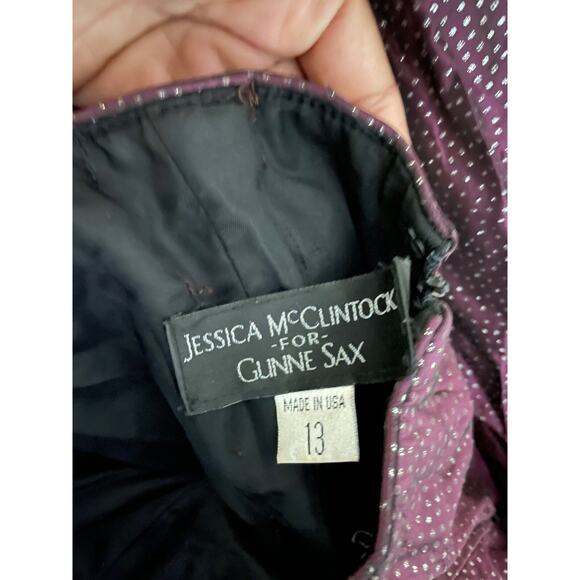 JESSICA McCLINTOCK
-FOR-
GUNNE SAX
MADE IN USA
13